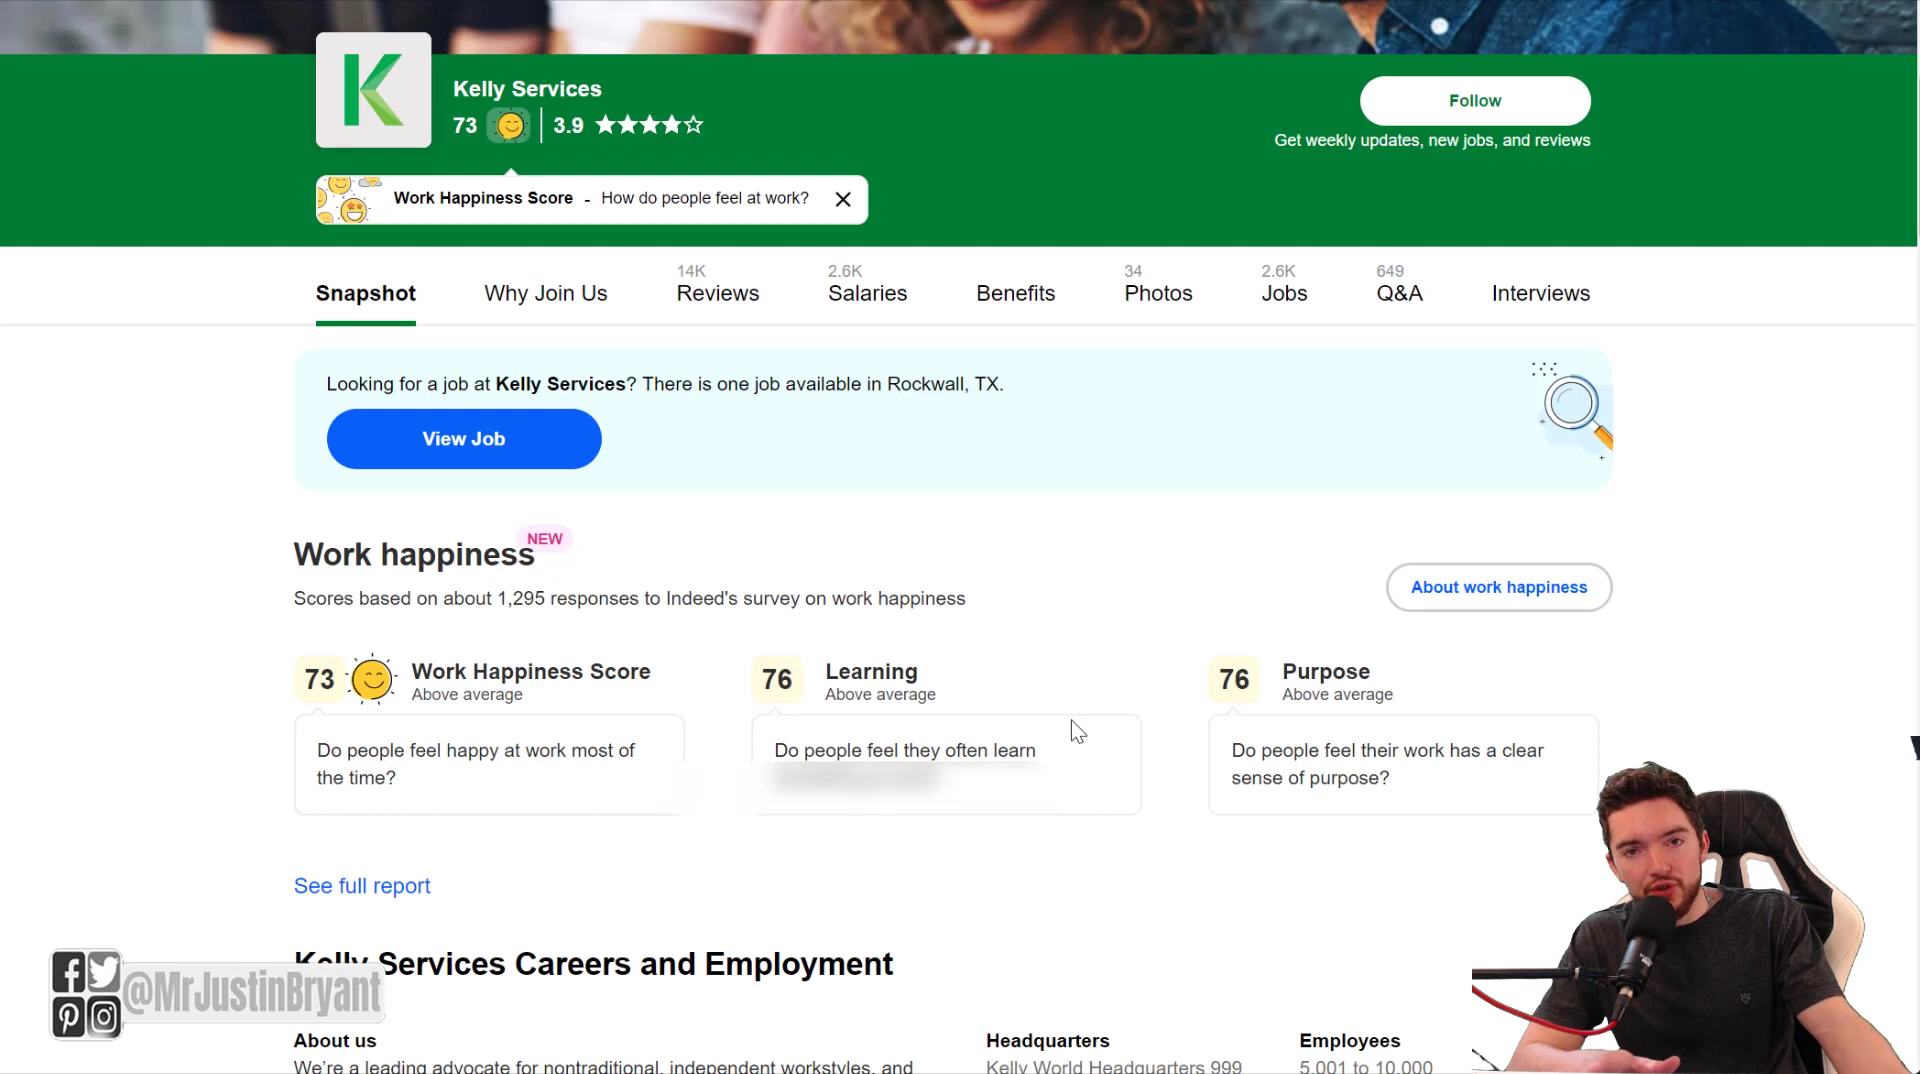 Kelly Services
73 3.9
Follow
Get weekly updates, new jobs, and reviews
Work Happiness Score - How do people feel at work?
Snapshot
Why Join Us
14K
Reviews
2.6K
Salaries
Benefits
34
Photos
2.6K
Jobs
649
Q&A
Interviews
Looking for a job at Kelly Services? There is one job available in Rockwall, TX.
View Job
Work happiness
NEW
Scores based on about 1,295 responses to Indeed's survey on work happiness
About work happiness
73
Work Happiness Score
Above average
Do people feel happy at work most of
the time?
76
Learning
Above average
Do people feel they often learn
76
Purpose
Above average
Do people feel their work has a clear
sense of purpose?
See full report
Kelly Services Careers and Employment
@MrJustinBryant
About us
We're a leading advocate for nontraditional, independent workstyles, and
Headquarters
Kelly World Headquarters 999
Employees
5,001 to 10,000